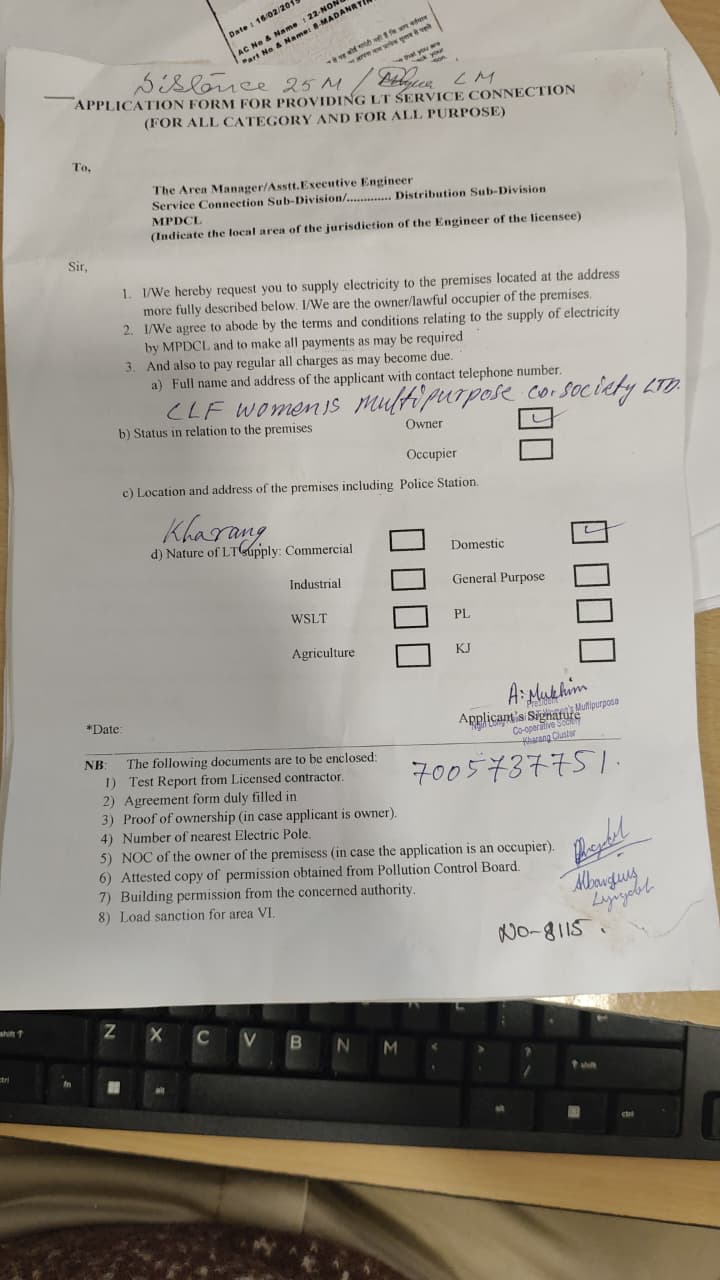 Date : 16/02/2019
AC No & Name : 22-NON
Part No & Name: 8-MADANRTIN
Distance 25 M / LM
APPLICATION FORM FOR PROVIDING LT SERVICE CONNECTION
(FOR ALL CATEGORY AND FOR ALL PURPOSE)
To,
The Area Manager/Asstt.Executive Engineer
Service Connection Sub-Division/............. Distribution Sub-Division
MPDCL
(Indicate the local area of the jurisdiction of the Engineer of the licensee)
Sir,
1. I/We hereby request you to supply electricity to the premises located at the address
more fully described below. I/We are the owner/lawful occupier of the premises.
2. I/We agree to abode by the terms and conditions relating to the supply of electricity
by MPDCL and to make all payments as may be required
3. And also to pay regular all charges as may become due.
a) Full name and address of the applicant with contact telephone number.
CLF women's multipurpose co. society LTD.
b) Status in relation to the premises Owner
Occupier
c) Location and address of the premises including Police Station.
Kharang
d) Nature of LT supply: Commercial Domestic
Industrial General Purpose
WSLT PL
Agriculture KJ
A. Mukhim
President
Women's Multipurpose
*Date: Applicant's Signature
Co-operative Society
Kharang Cluster
NB: The following documents are to be enclosed:
1) Test Report from Licensed contractor.
7005737751.
2) Agreement form duly filled in
3) Proof of ownership (in case applicant is owner).
4) Number of nearest Electric Pole.
5) NOC of the owner of the premisess (in case the application is an occupier).
6) Attested copy of permission obtained from Pollution Control Board.
7) Building permission from the concerned authority.
8) Load sanction for area VI.
NO-8115.
shift
Z X C V B N M < , > . ? / shift
ctrl fn alt alt ctrl